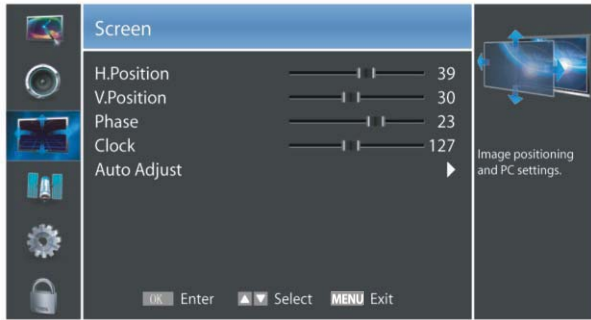 Screen
H.Position 39
V.Position 30
Phase 23
Clock 127
Auto Adjust
OK Enter ▲▼ Select MENU Exit
Image positioning
and PC settings.